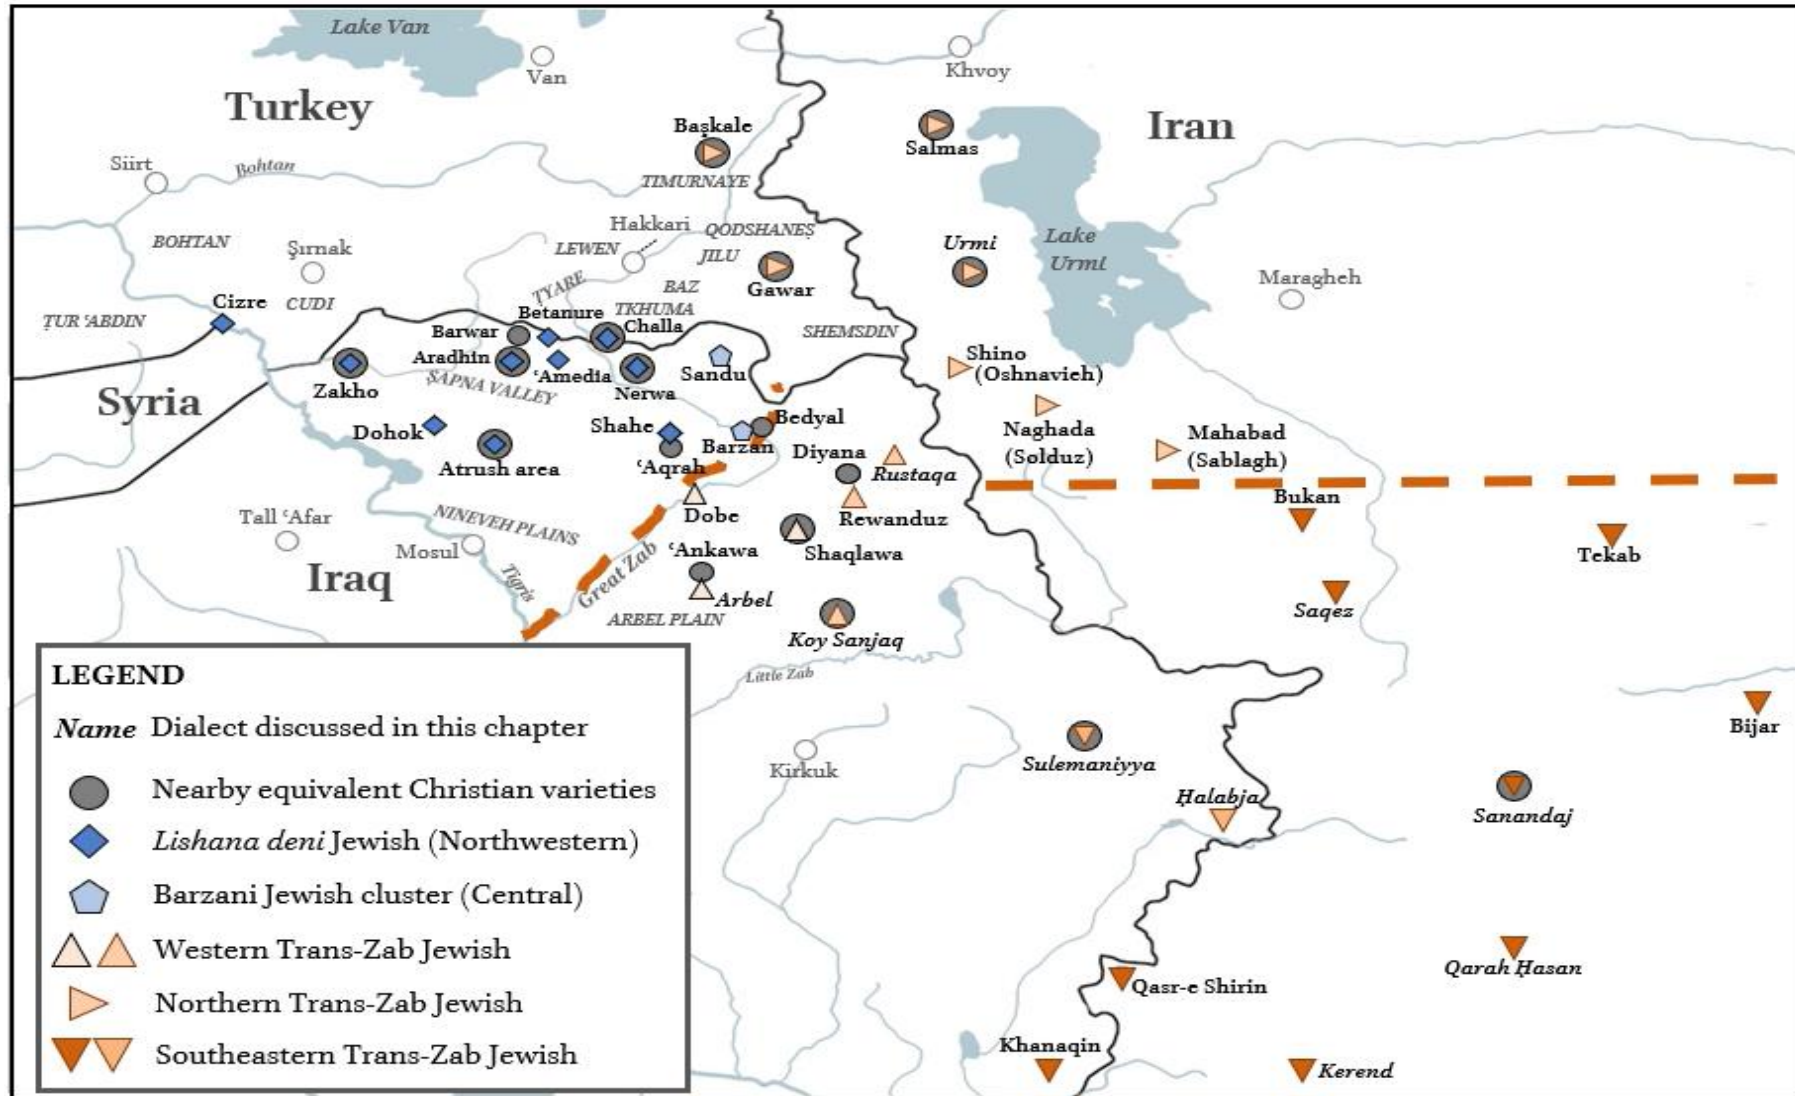 Lake Van
Van
Khvoy
Turkey
Iran
Başkale
Salmas
Siirt
Bohtan
TIMURNAYE
BOHTAN
Şırnak
Hakkari
QODSHANEṢ
LEWEN
JILU
Urmi
Lake
Urmi
Maragheh
CUDI
Cizre
ṬYARE
BAZ
Gawar
ṬUR ʿABDIN
Betanure
TKHUMA
Challa
Barwar
SHEMSDIN
Aradhin
ʿAmedia
Sandu
Shino
(Oshnavieh)
Zakho
ṢAPNA VALLEY
Nerwa
Syria
Dohok
Shahe
Bedyal
Barzan
Naghada
(Solduz)
Mahabad
(Sablagh)
Atrush area
ʿAqrah
Diyana
Rustaqa
Tall ʿAfar
NINEVEH PLAINS
Dobe
Rewanduz
Bukan
Mosul
Shaqlawa
Tekab
Iraq
Tigris
Great Zab
ʿAnkawa
Arbel
Saqez
ARBEL PLAIN
Koy Sanjaq
Little Zab
Bijar
Kirkuk
Sulemaniyya
Ḥalabja
Sanandaj
Qarah Ḥasan
Qasr-e Shirin
Khanaqin
Kerend
LEGEND
Name Dialect discussed in this chapter
Nearby equivalent Christian varieties
Lishana deni Jewish (Northwestern)
Barzani Jewish cluster (Central)
Western Trans-Zab Jewish
Northern Trans-Zab Jewish
Southeastern Trans-Zab Jewish